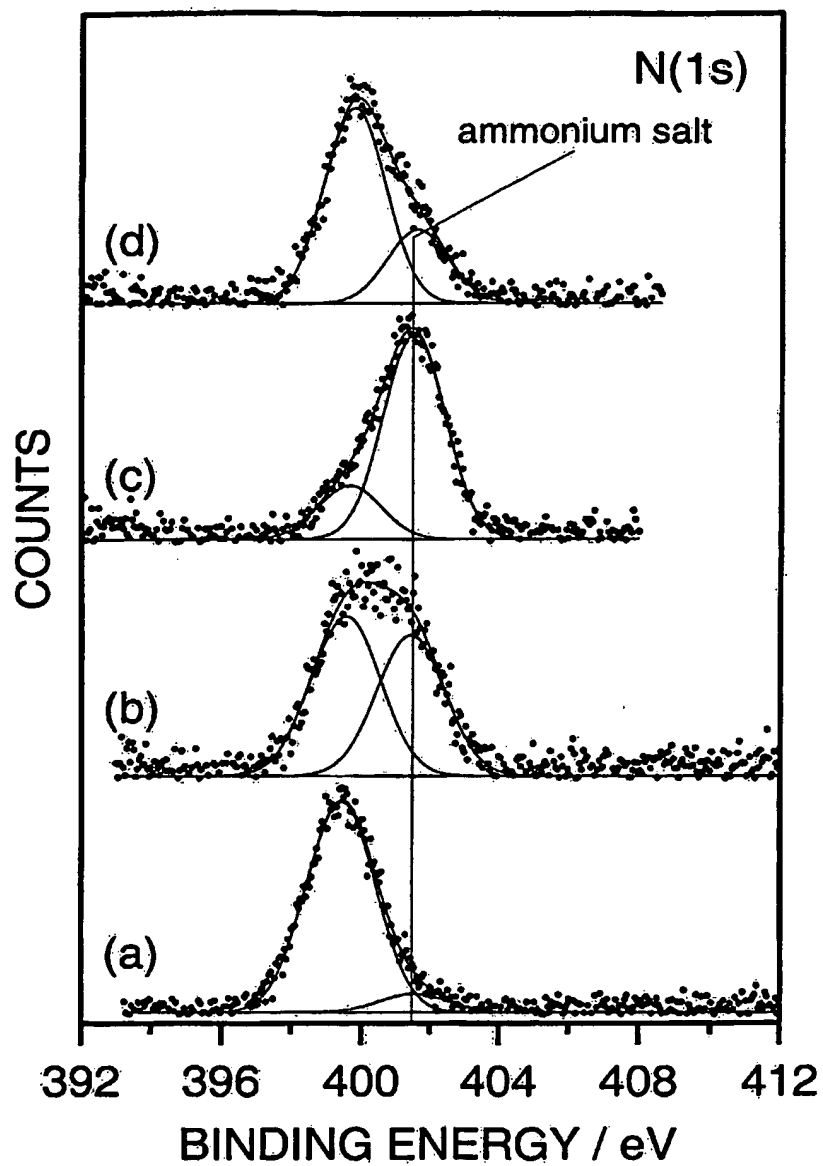 N(1s)
ammonium salt
(d)
(c)
(b)
(a)
COUNTS
392 396 400 404 408 412
BINDING ENERGY / eV